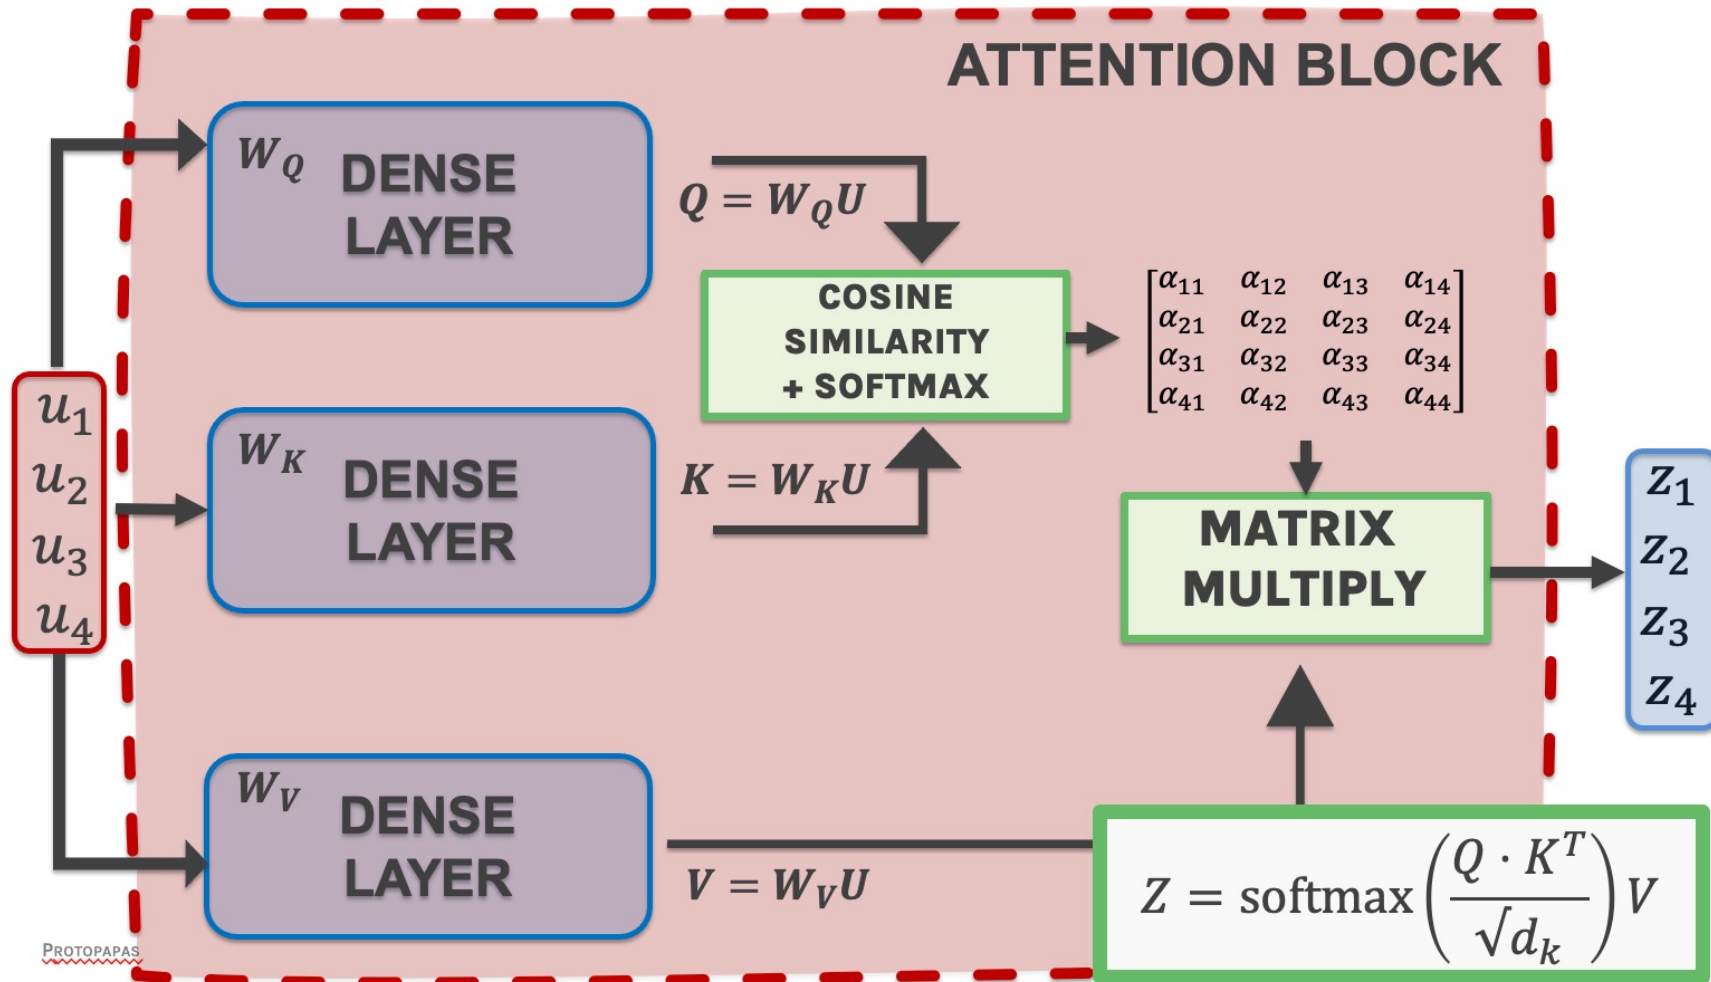 ATTENTION BLOCK
W_Q
DENSE
LAYER
Q = W_Q U
COSINE
SIMILARITY
+ SOFTMAX
α₁₁ α₁₂ α₁₃ α₁₄
α₂₁ α₂₂ α₂₃ α₂₄
α₃₁ α₃₂ α₃₃ α₃₄
α₄₁ α₄₂ α₄₃ α₄₄
u₁
u₂
u₃
u₄
W_K
DENSE
LAYER
K = W_K U
MATRIX
MULTIPLY
z₁
z₂
z₃
z₄
W_V
DENSE
LAYER
V = W_V U
Z = softmax(Q · K^T / √d_k) V
PROTOPAPAS